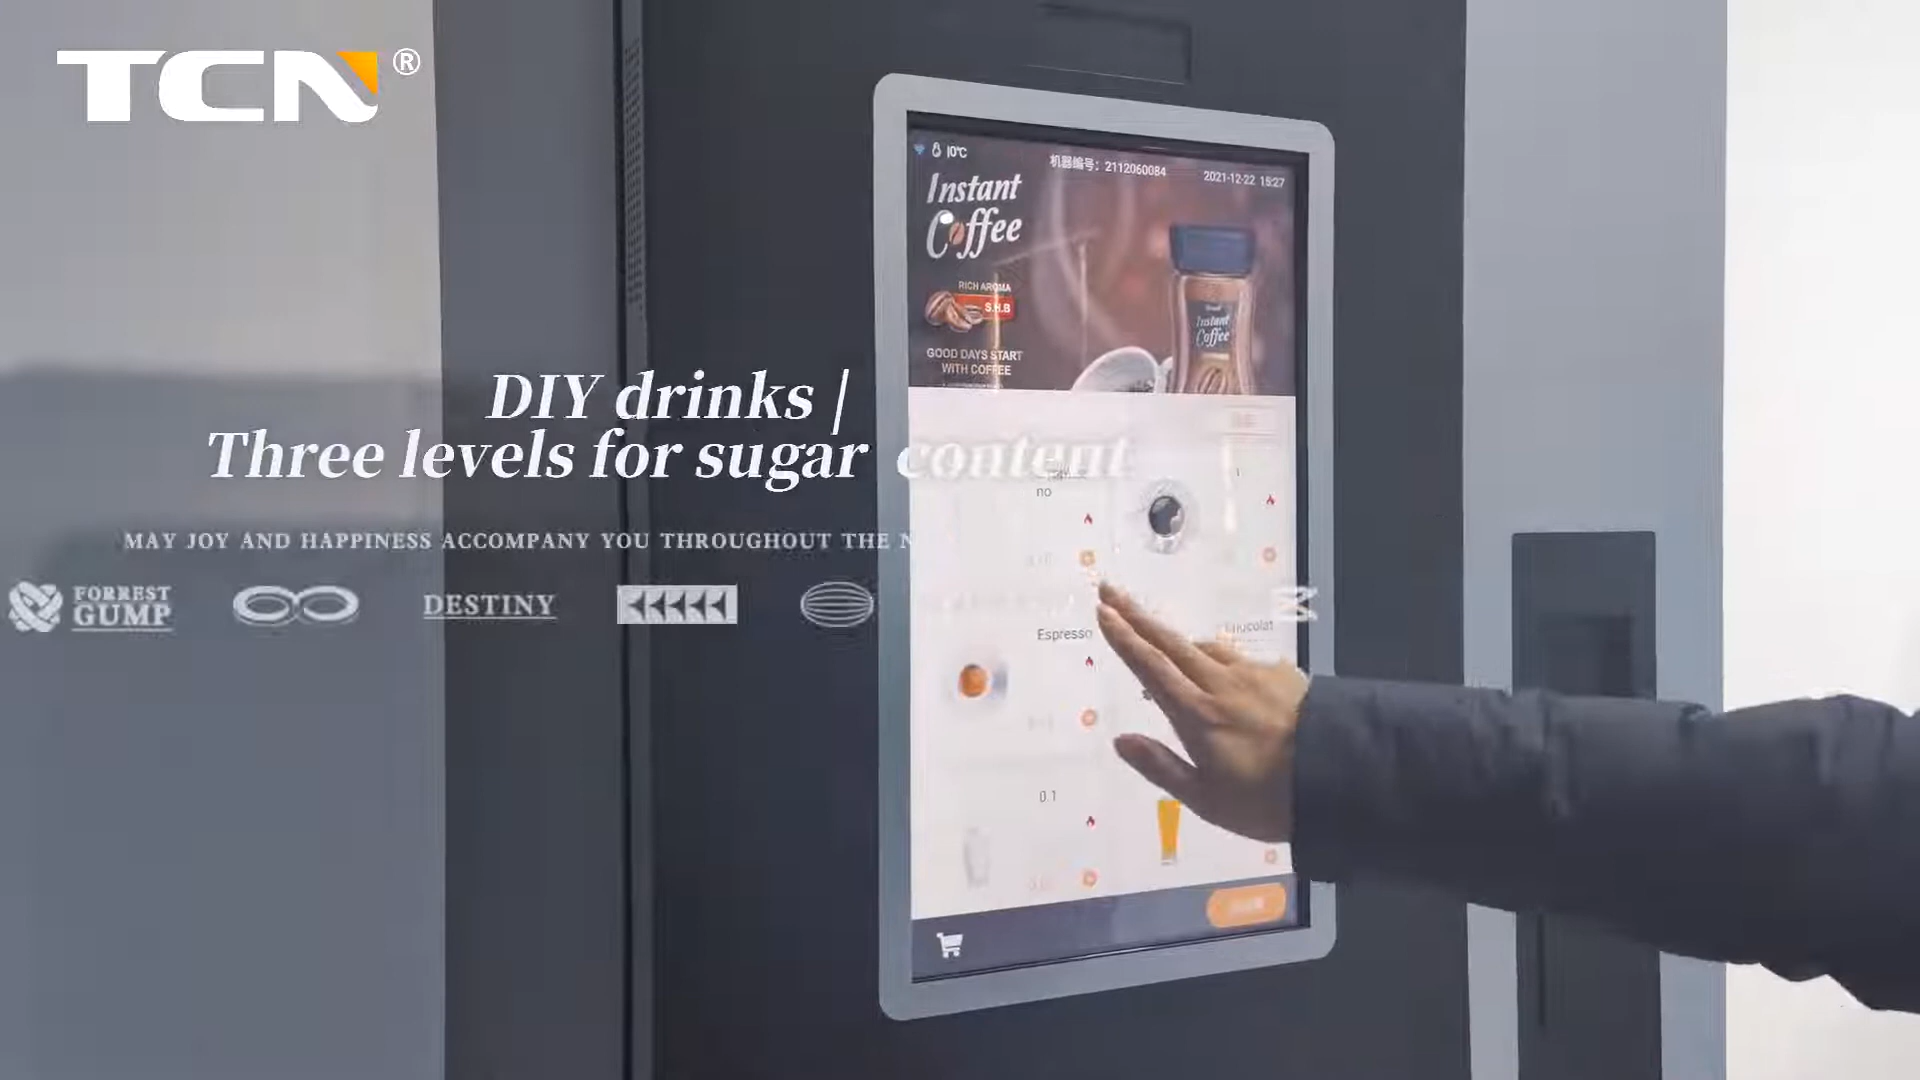 TCN®
10℃
机器编号：2112060084
2021-12-22 15:27
Instant
Coffee
RICH AROMA
S.H.B
Instant
Coffee
GOOD DAYS START
WITH COFFEE
DIY drinks |
Three levels for sugar content
MAY JOY AND HAPPINESS ACCOMPANY YOU THROUGHOUT THE N
FORREST
GUMP
DESTINY
no
Espresso
0.1